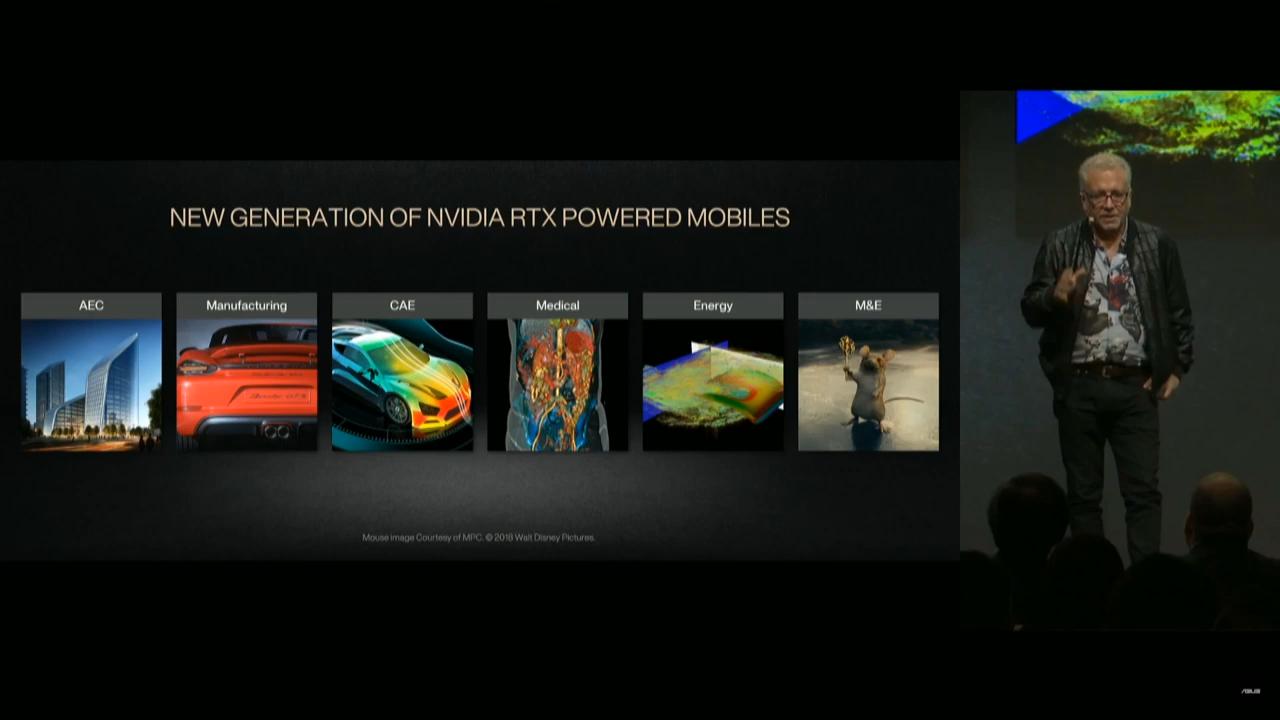 NEW GENERATION OF NVIDIA RTX POWERED MOBILES
AEC
Manufacturing
CAE
Medical
Energy
M&E
Mouse image Courtesy of MPC. © 2018 Walt Disney Pictures.
ASUS